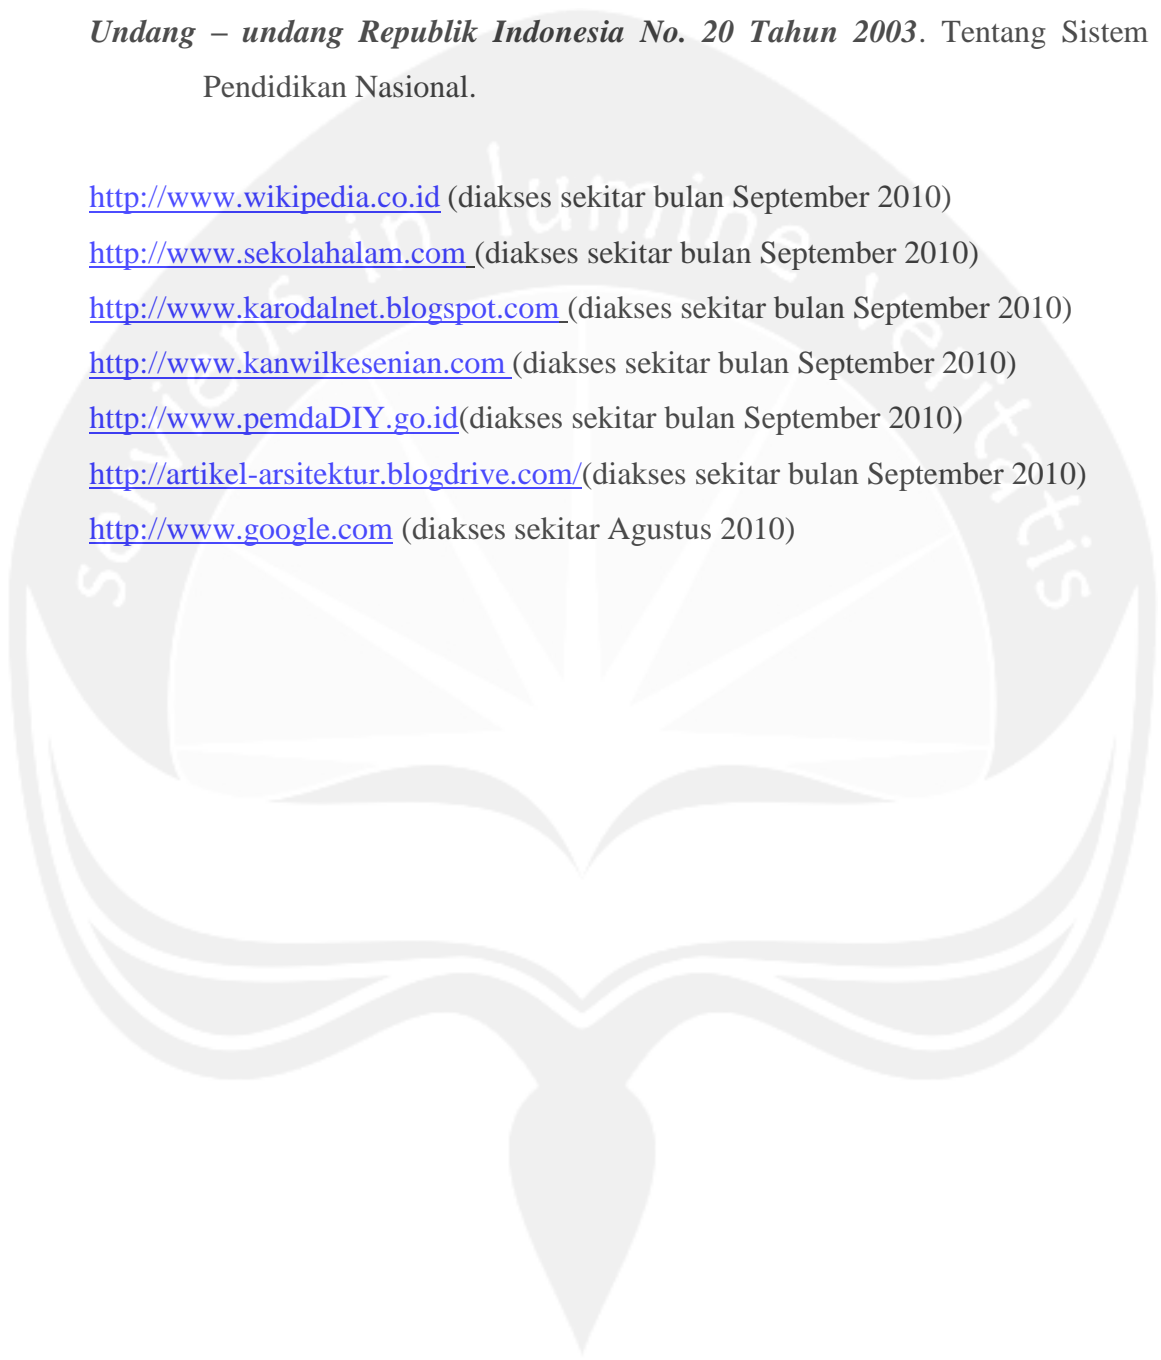 Undang – undang Republik Indonesia No. 20 Tahun 2003. Tentang Sistem
Pendidikan Nasional.
http://www.wikipedia.co.id (diakses sekitar bulan September 2010)
http://www.sekolahalam.com (diakses sekitar bulan September 2010)
http://www.karodalnet.blogspot.com (diakses sekitar bulan September 2010)
http://www.kanwilkesenian.com (diakses sekitar bulan September 2010)
http://www.pemdaDIY.go.id(diakses sekitar bulan September 2010)
http://artikel-arsitektur.blogdrive.com/(diakses sekitar bulan September 2010)
http://www.google.com (diakses sekitar Agustus 2010)
serviens in lumine veritatis